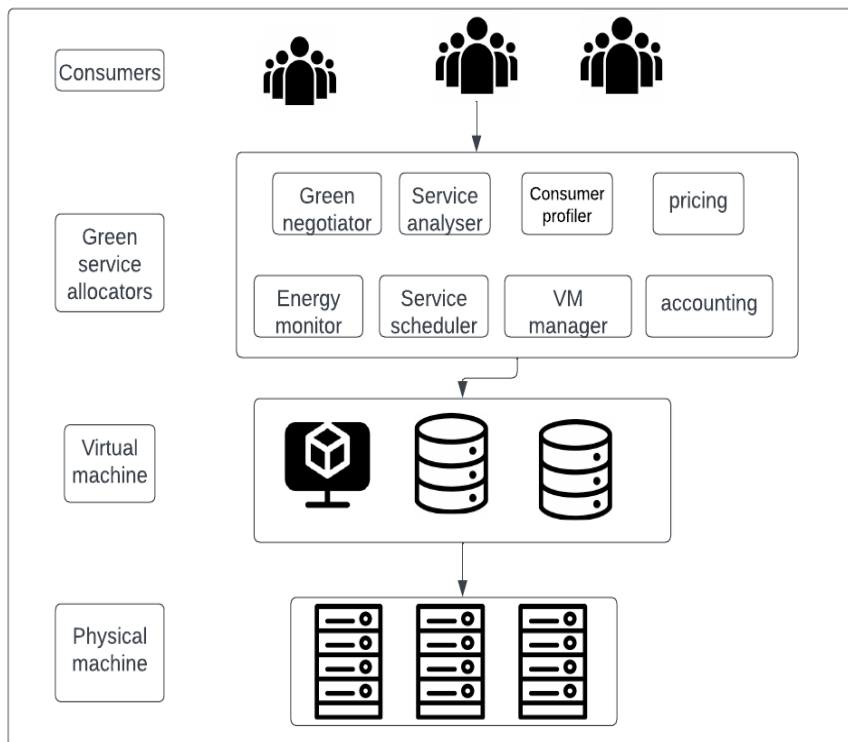 Consumers
Green
negotiator
Service
analyser
Consumer
profiler
pricing
Green
service
allocators
Energy
monitor
Service
scheduler
VM
manager
accounting
Virtual
machine
Physical
machine